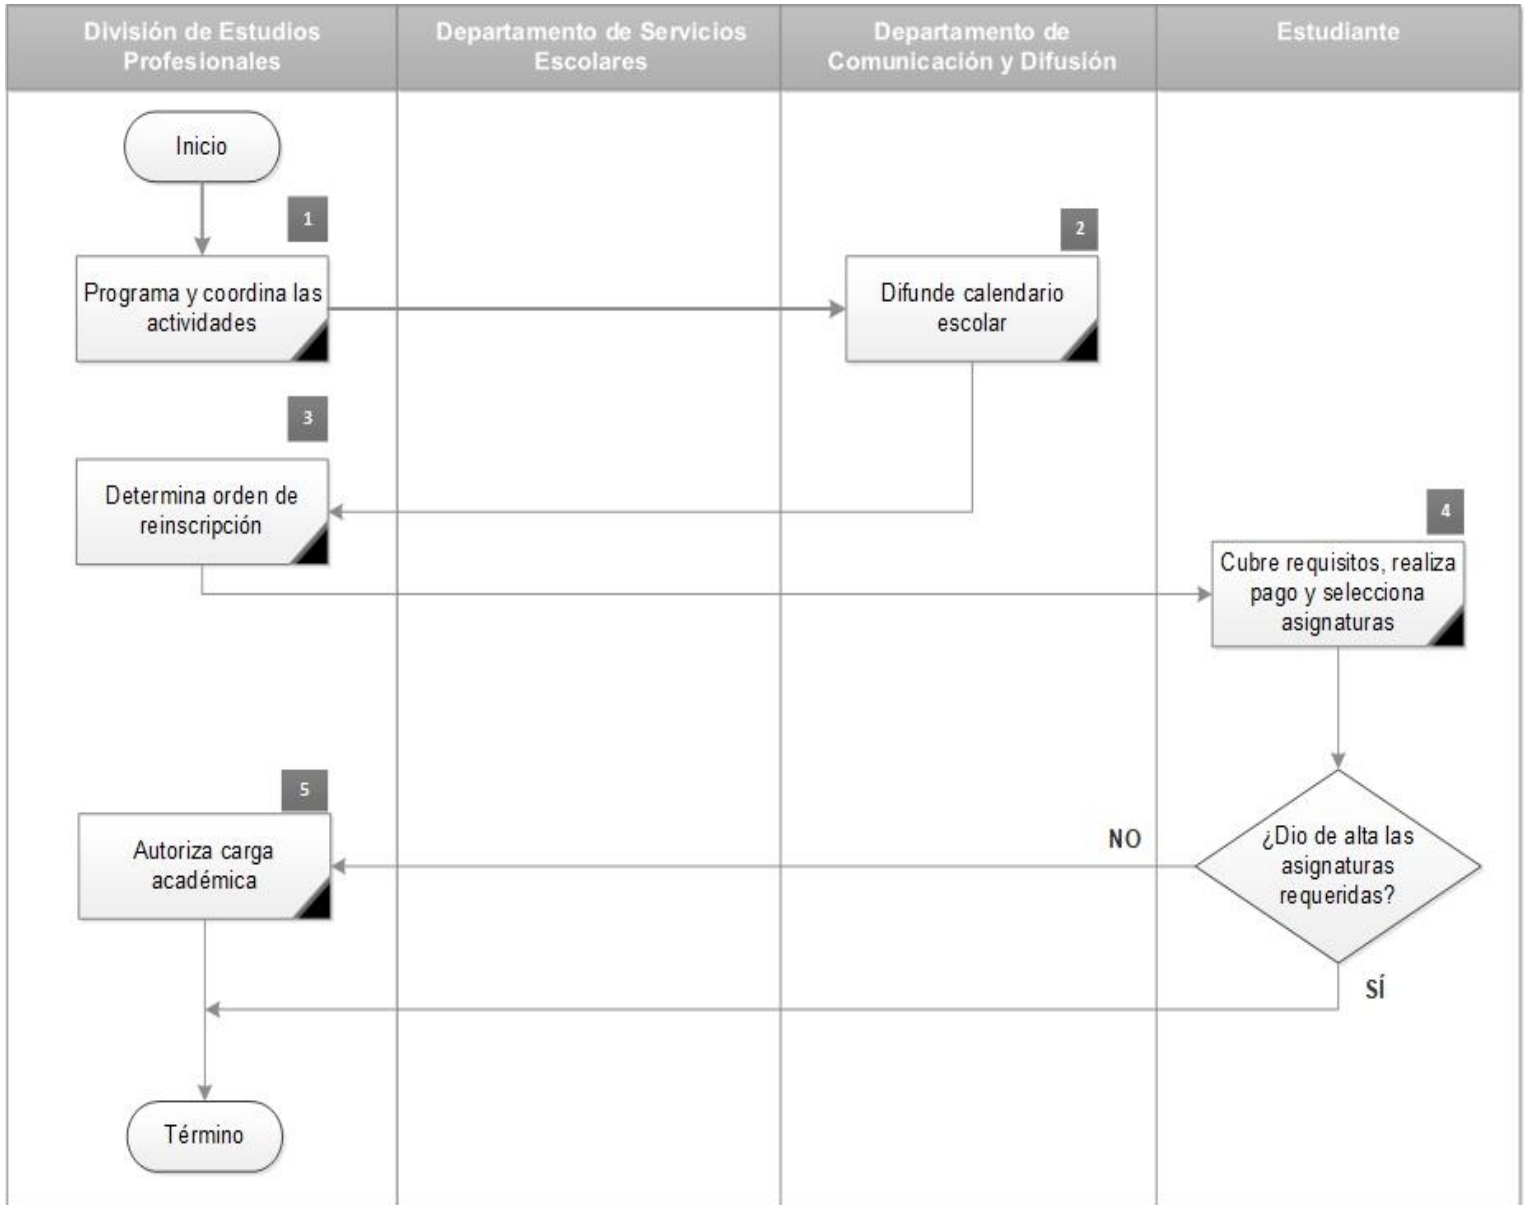 División de Estudios
Profesionales
Departamento de Servicios
Escolares
Departamento de
Comunicación y Difusión
Estudiante
Inicio
1
Programa y coordina las
actividades
2
Difunde calendario
escolar
3
Determina orden de
reinscripción
4
Cubre requisitos, realiza
pago y selecciona
asignaturas
¿Dio de alta las
asignaturas
requeridas?
NO
5
Autoriza carga
académica
SÍ
Término